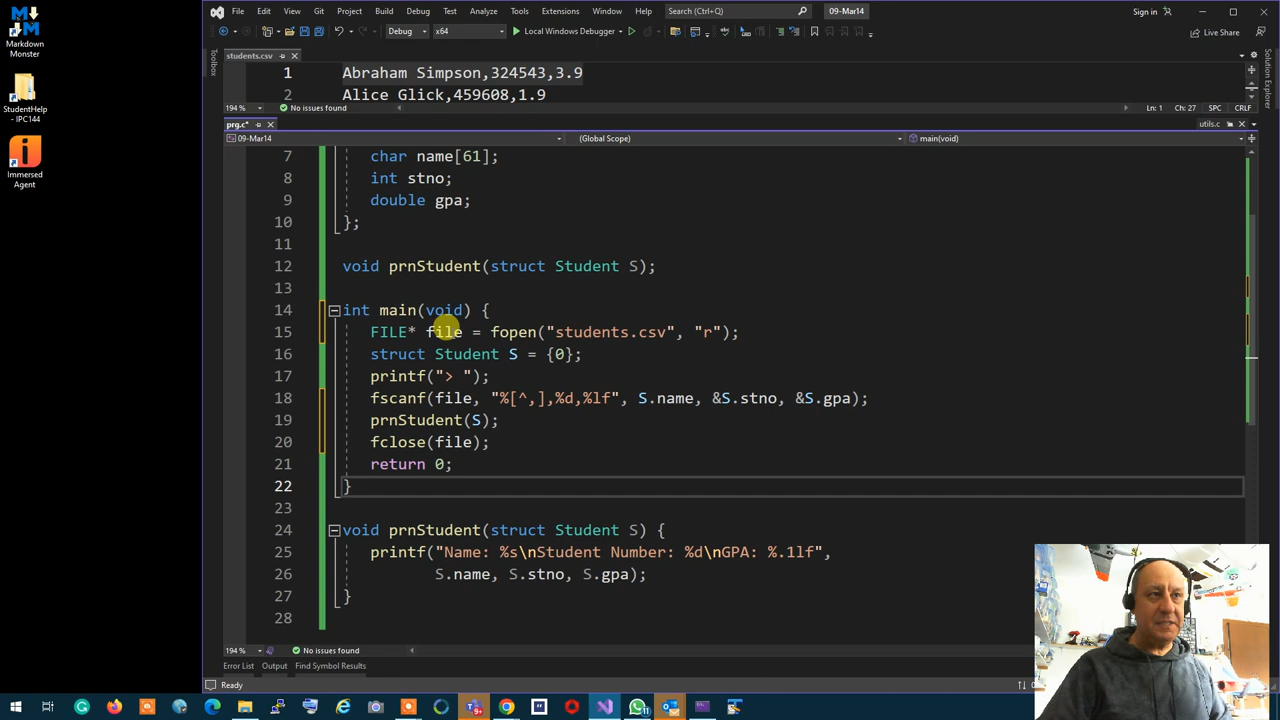 File Edit View Git Project Build Debug Test Analyze Tools Extensions Window Help Search (Ctrl+Q) 09-Mar14 Sign in
Markdown
Monster
StudentHelp
- IPC144
Immersed
Agent
Debug x64 Local Windows Debugger Live Share
Toolbox
Solution Explorer
students.csv
1 Abraham Simpson,324543,3.9
2 Alice Glick,459608,1.9
194 % No issues found Ln: 1 Ch: 27 SPC CRLF
prg.c* utils.c
09-Mar14 (Global Scope) main(void)
7 char name[61];
8 int stno;
9 double gpa;
10 };
11
12 void prnStudent(struct Student S);
13
14 int main(void) {
15 FILE* file = fopen("students.csv", "r");
16 struct Student S = {0};
17 printf("> ");
18 fscanf(file, "%[^,],%d,%lf", S.name, &S.stno, &S.gpa);
19 prnStudent(S);
20 fclose(file);
21 return 0;
22 }
23
24 void prnStudent(struct Student S) {
25 printf("Name: %s\nStudent Number: %d\nGPA: %.1lf",
26 S.name, S.stno, S.gpa);
27 }
28
194 % No issues found
Error List Output Find Symbol Results
Ready